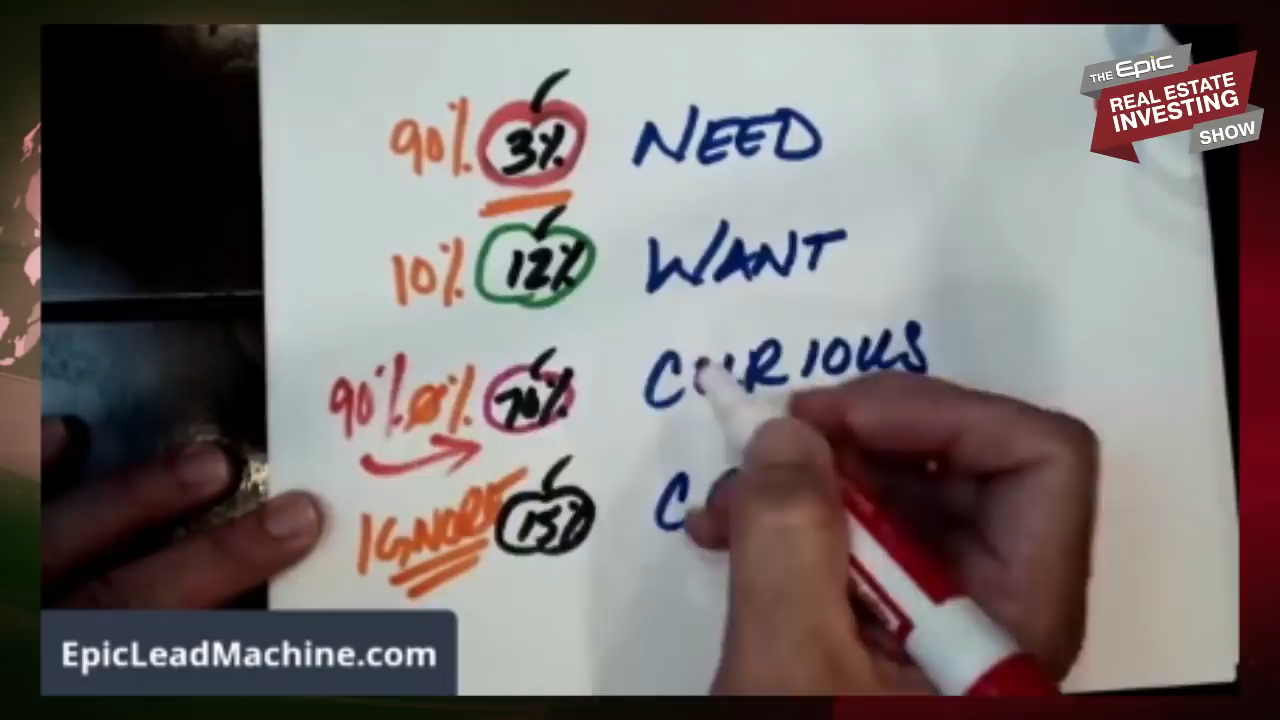 THE Epic
REAL ESTATE
INVESTING
SHOW
90% 3% NEED
10% 12% WANT
90% 0% 70% CURIOUS
IGNORE 15% C
EpicLeadMachine.com